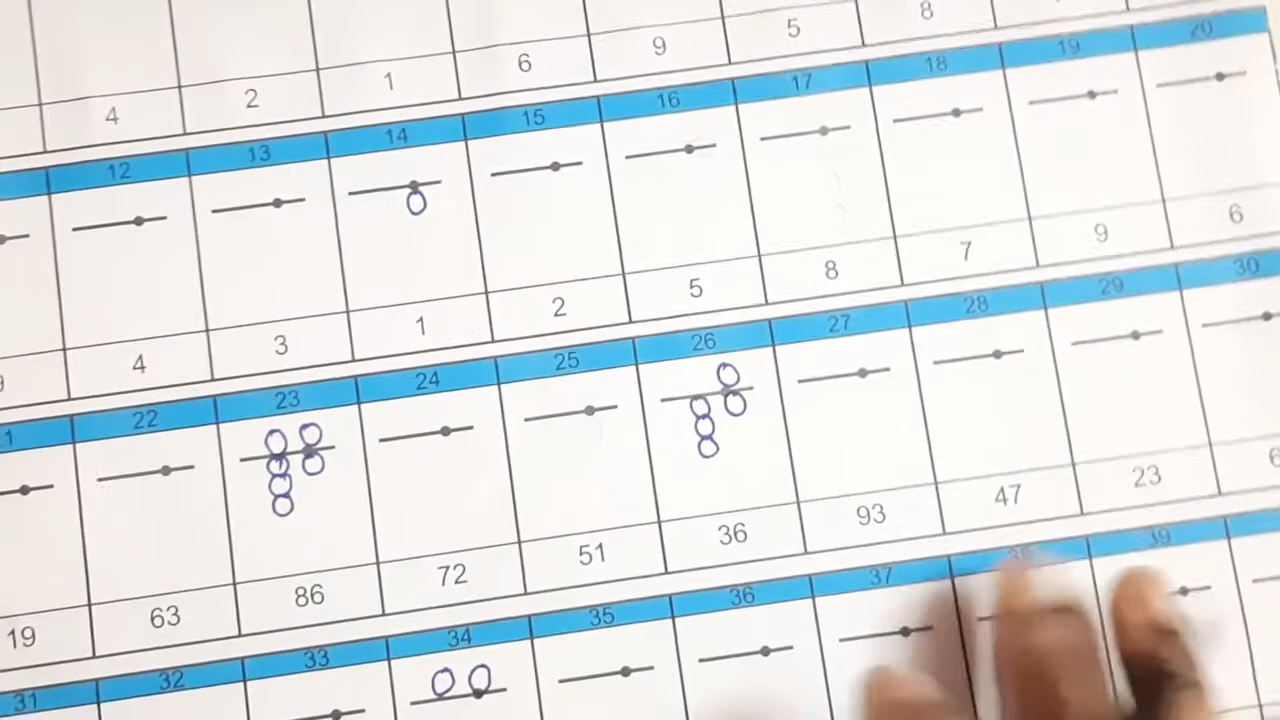 4 2 1 6 9 5 8
12 13 14 15 16 17 18 19 20
4 3 1 2 5 8 7 9 6
22 23 24 25 26 27 28 29 30
19 63 86 72 51 36 93 47 23
31 32 33 34 35 36 37 39